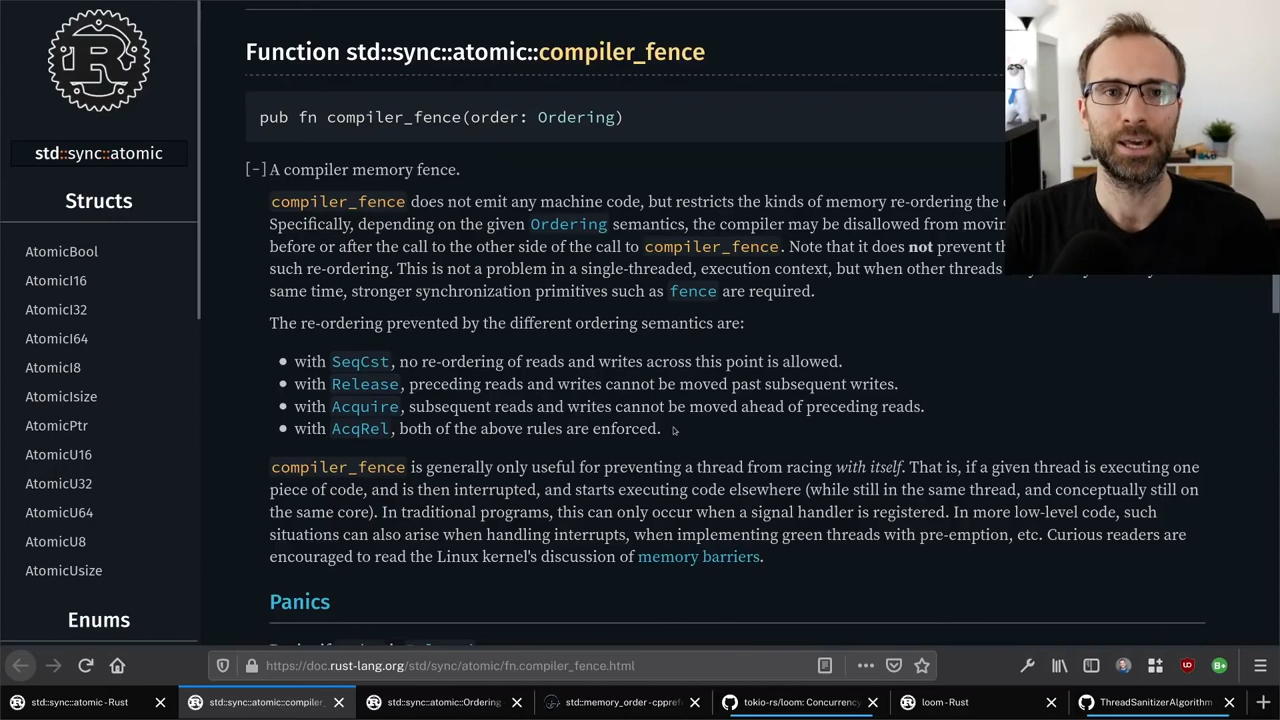 Function std::sync::atomic::compiler_fence
pub fn compiler_fence(order: Ordering)
[-] A compiler memory fence.
compiler_fence does not emit any machine code, but restricts the kinds of memory re-ordering the
Specifically, depending on the given Ordering semantics, the compiler may be disallowed from
before or after the call to the other side of the call to compiler_fence. Note that it does not prevent
such re-ordering. This is not a problem in a single-threaded, execution context, but when other threads
same time, stronger synchronization primitives such as fence are required.
The re-ordering prevented by the different ordering semantics are:
• with SeqCst, no re-ordering of reads and writes across this point is allowed.
• with Release, preceding reads and writes cannot be moved past subsequent writes.
• with Acquire, subsequent reads and writes cannot be moved ahead of preceding reads.
• with AcqRel, both of the above rules are enforced.
compiler_fence is generally only useful for preventing a thread from racing with itself. That is, if a given thread is executing one
piece of code, and is then interrupted, and starts executing code elsewhere (while still in the same thread, and conceptually still on
the same core). In traditional programs, this can only occur when a signal handler is registered. In more low-level code, such
situations can also arise when handling interrupts, when implementing green threads with pre-emption, etc. Curious readers are
encouraged to read the Linux kernel's discussion of memory barriers.
Panics
R
std::sync::atomic
Structs
AtomicBool
AtomicI16
AtomicI32
AtomicI64
AtomicI8
AtomicIsize
AtomicPtr
AtomicU16
AtomicU32
AtomicU64
AtomicU8
AtomicUsize
Enums
https://doc.rust-lang.org/std/sync/atomic/fn.compiler_fence.html
std::sync::atomic - Rust
std::sync::atomic::compiler_
std::sync::atomic::Ordering
std::memory_order - cppref
tokio-rs/loom: Concurrency
loom - Rust
ThreadSanitizerAlgorithm